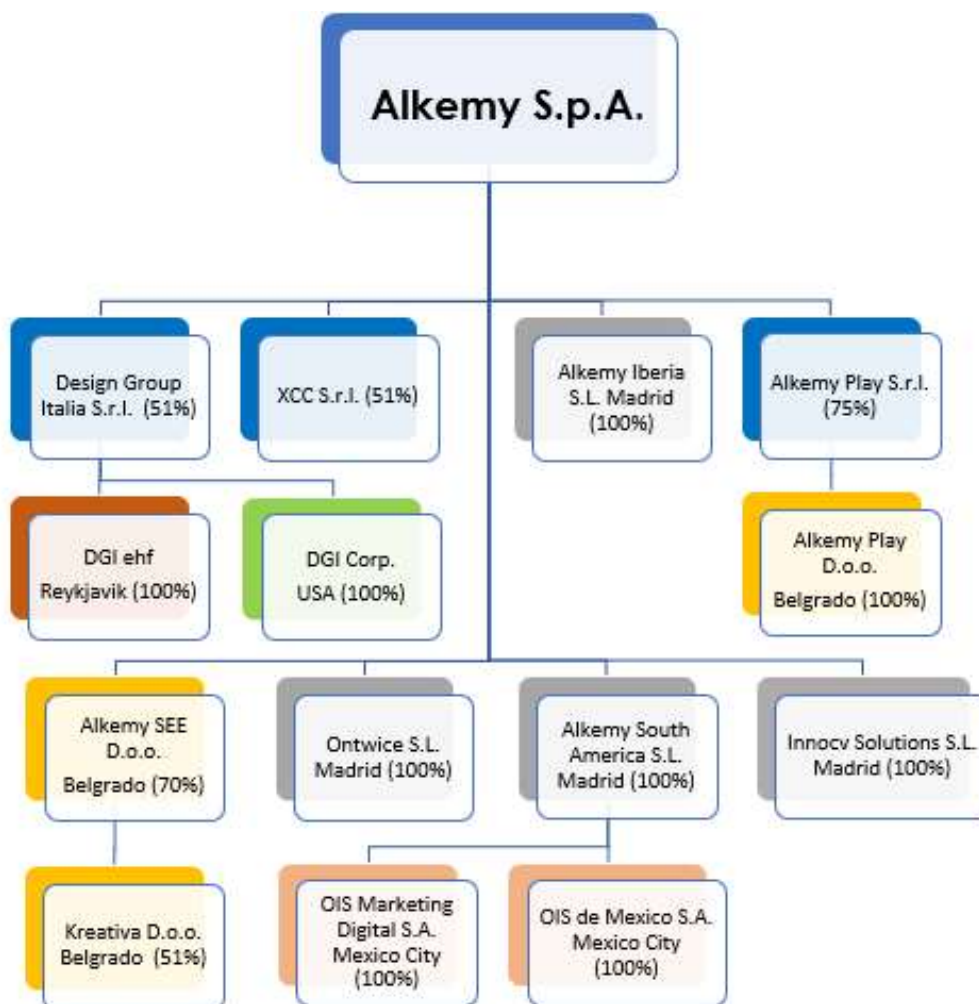 Alkemy S.p.A.
Design Group
Italia S.r.l. (51%)
XCC S.r.l. (51%)
Alkemy Iberia
S.L. Madrid
(100%)
Alkemy Play S.r.l.
(75%)
DGI ehf
Reykjavik (100%)
DGI Corp.
USA (100%)
Alkemy Play
D.o.o.
Belgrado (100%)
Alkemy SEE
D.o.o.
Belgrado (70%)
Ontwice S.L.
Madrid (100%)
Alkemy South
America S.L.
Madrid (100%)
Innocv Solutions S.L.
Madrid (100%)
Kreativa D.o.o.
Belgrado (51%)
OIS Marketing
Digital S.A.
Mexico City
(100%)
OIS de Mexico S.A.
Mexico City
(100%)